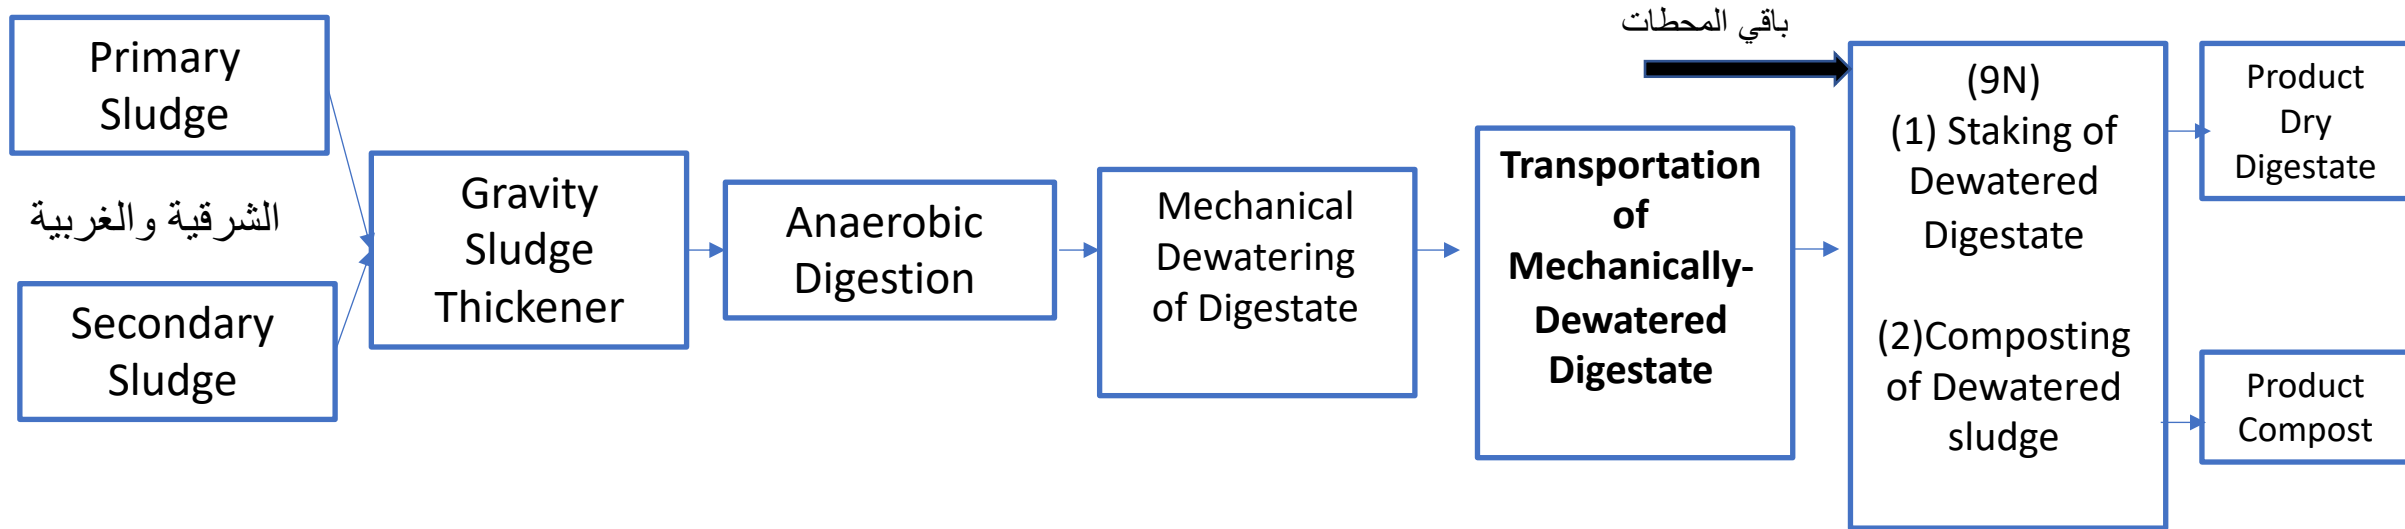 Primary
Sludge
الشرقية والغربية
Secondary
Sludge
Gravity
Sludge
Thickener
Anaerobic
Digestion
Mechanical
Dewatering
of Digestate
Transportation
of
Mechanically-
Dewatered
Digestate
باقي المحطات
(9N)
(1) Staking of
Dewatered
Digestate
(2)Composting
of Dewatered
sludge
Product
Dry
Digestate
Product
Compost